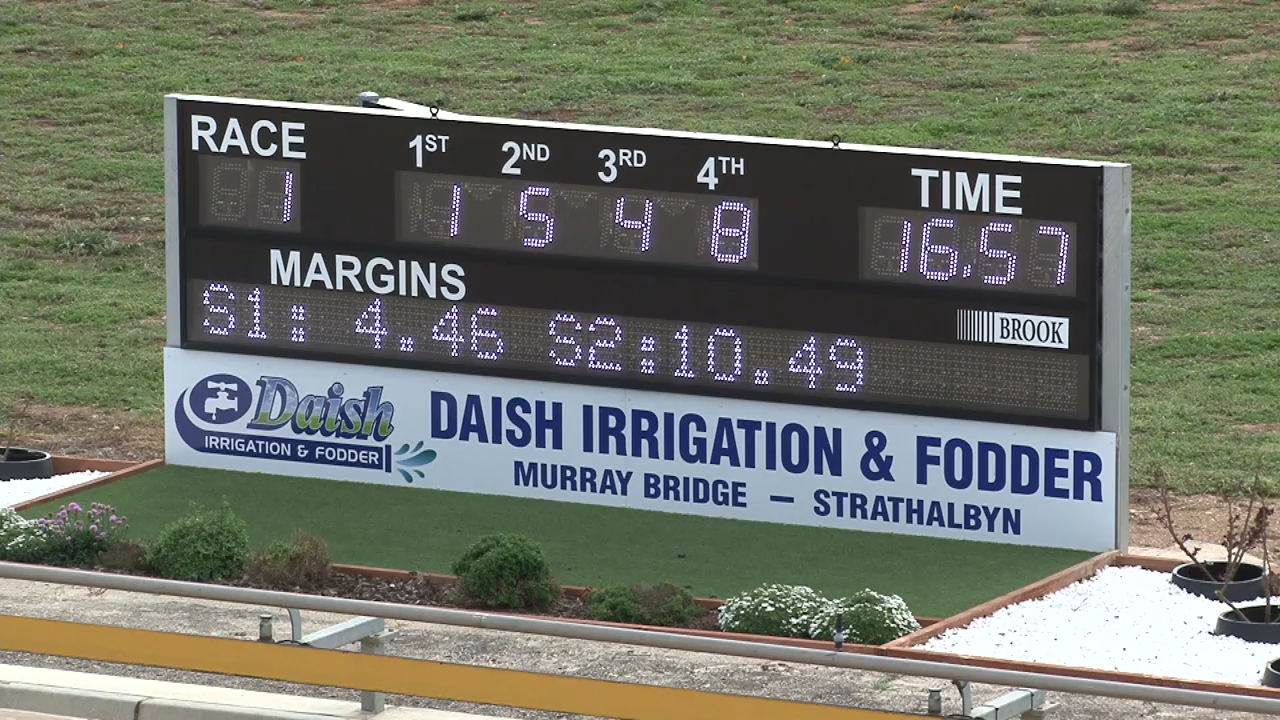 RACE 1ST 2ND 3RD 4TH TIME
1 1 5 4 8 16.57
MARGINS
S1: 4.46 S2:10.49
BROOK
Daish
IRRIGATION & FODDER
DAISH IRRIGATION & FODDER
MURRAY BRIDGE – STRATHALBYN